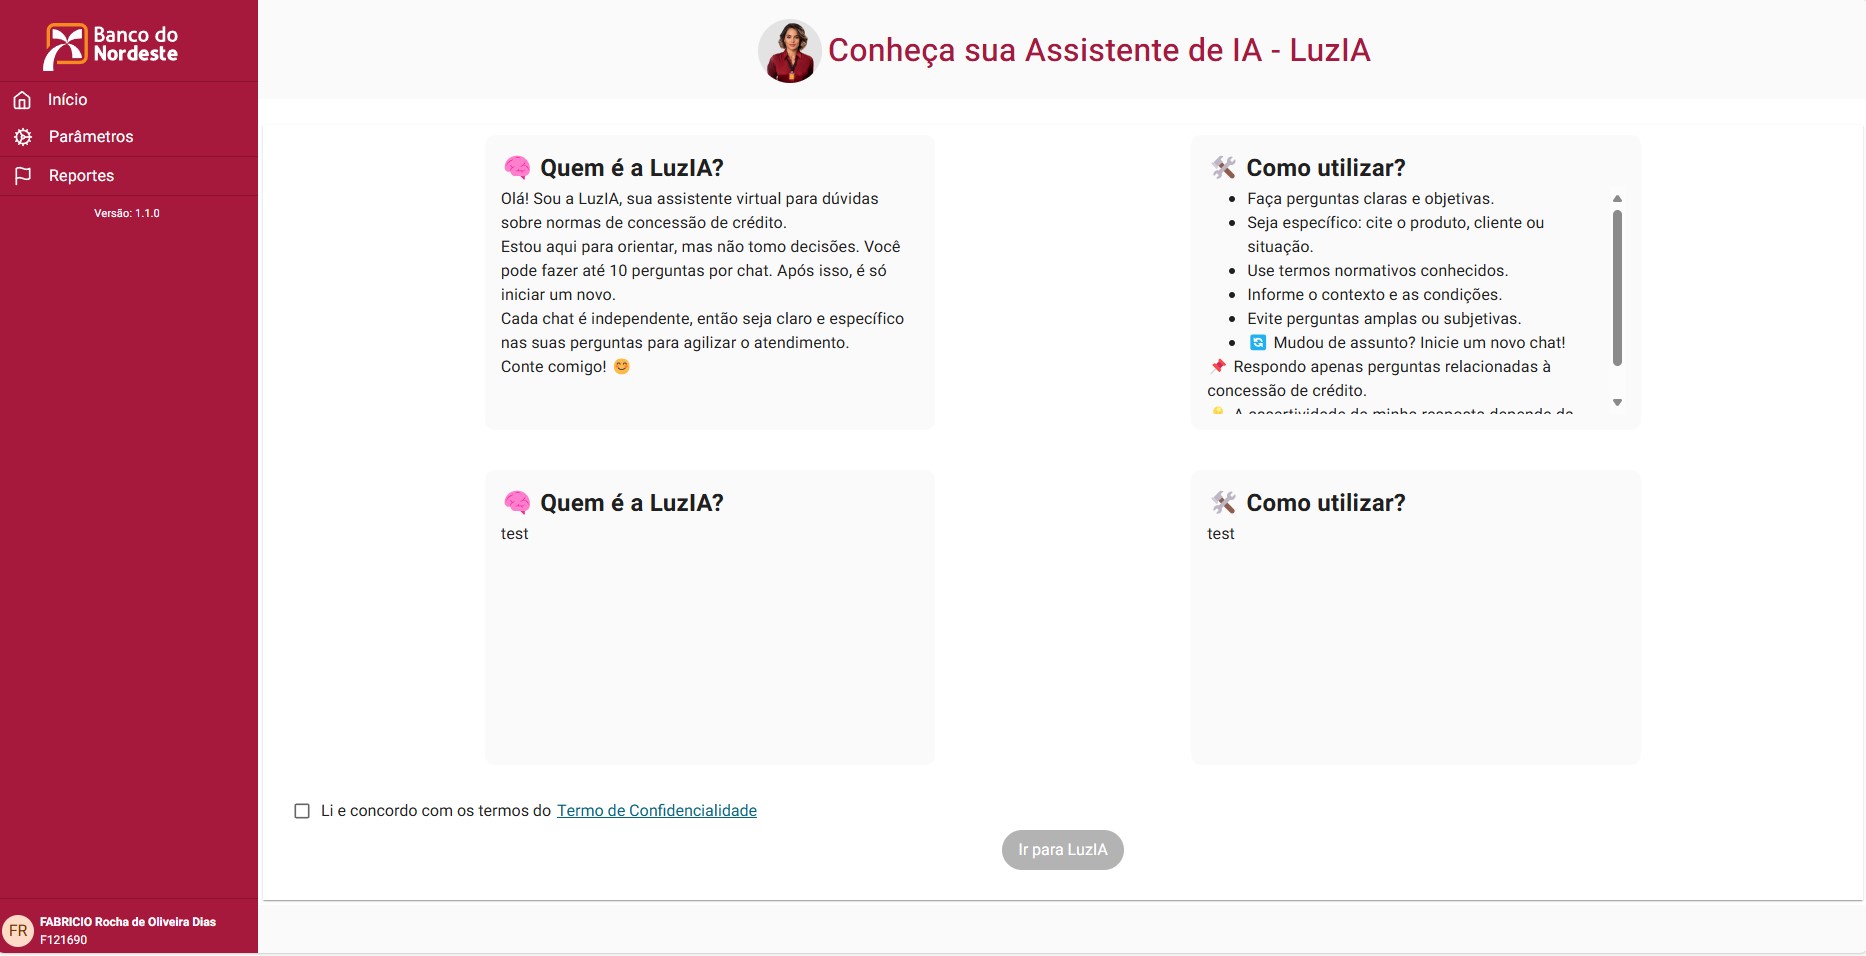 Banco do
Nordeste
Início
Parâmetros
Reportes
Versão: 1.1.0
Conheça sua Assistente de IA - LuzIA
🧠 Quem é a LuzIA?
Olá! Sou a LuzIA, sua assistente virtual para dúvidas
sobre normas de concessão de crédito.
Estou aqui para orientar, mas não tomo decisões. Você
pode fazer até 10 perguntas por chat. Após isso, é só
iniciar um novo.
Cada chat é independente, então seja claro e específico
nas suas perguntas para agilizar o atendimento.
Conte comigo! 😊
🛠️ Como utilizar?
• Faça perguntas claras e objetivas.
• Seja específico: cite o produto, cliente ou
situação.
• Use termos normativos conhecidos.
• Informe o contexto e as condições.
• Evite perguntas amplas ou subjetivas.
• 🔄 Mudou de assunto? Inicie um novo chat!
📌 Respondo apenas perguntas relacionadas à
concessão de crédito.
💡 A assertividade da minha resposta depende da
🧠 Quem é a LuzIA?
test
🛠️ Como utilizar?
test
Li e concordo com os termos do Termo de Confidencialidade
Ir para LuzIA
FR
FABRICIO Rocha de Oliveira Dias
F121690